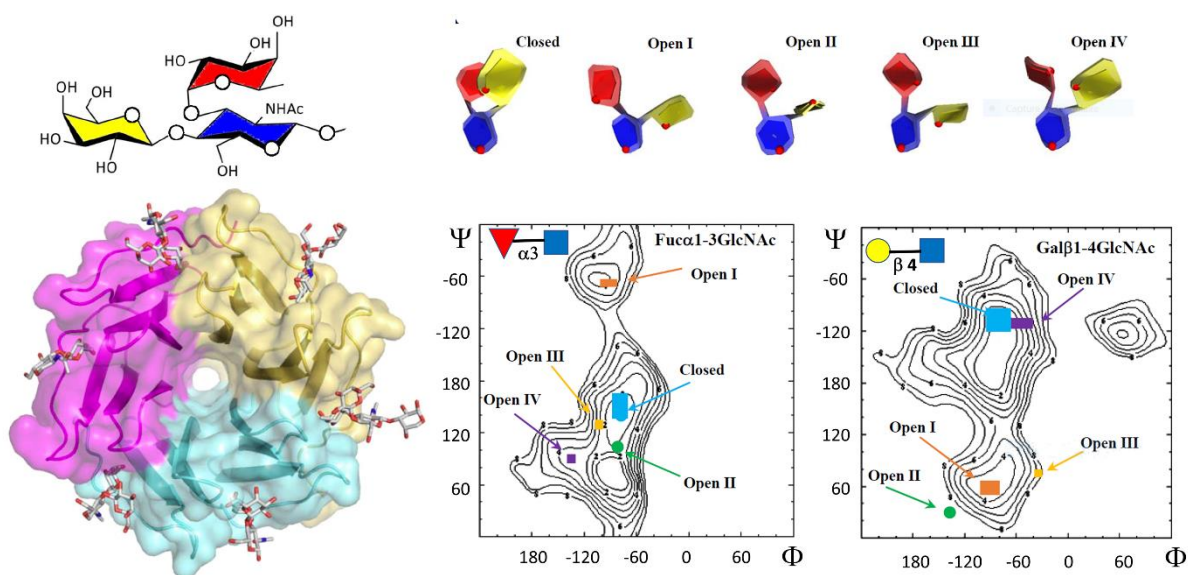 OH
OH
HO
HO
NHAc
OH
OH
HO
HO
OH
OH
Closed
Open I
Open II
Open III
Open IV
Ψ
α3
Fucα1-3GlcNAc
Open I
Open III
Closed
Open IV
Open II
-60
-120
180
120
60
180 -120 -60 0 60 Φ
Ψ
β 4
Galβ1-4GlcNAc
Closed
Open IV
Open I
Open III
Open II
-60
-120
180
120
60
180 -120 -60 0 60 Φ